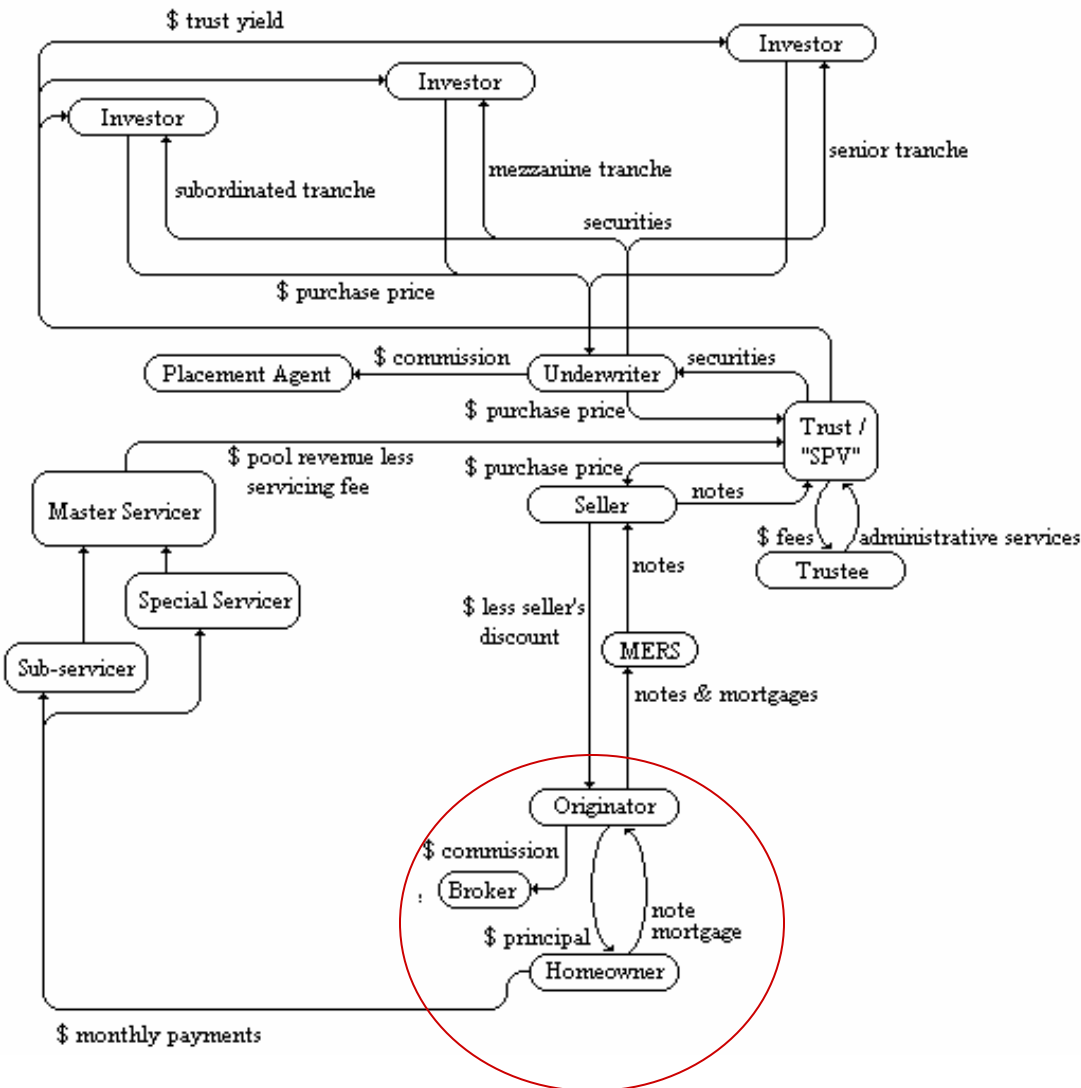 $ trust yield
Investor
Investor
Investor
senior tranche
mezzanine tranche
subordinated tranche
securities
$ purchase price
$ commission
securities
Placement Agent
Underwriter
$ purchase price
Trust /
"SPV"
$ pool revenue less
servicing fee
$ purchase price
notes
Master Servicer
Seller
$ fees
administrative services
notes
Trustee
Special Servicer
$ less seller's
discount
MERS
Sub-servicer
notes & mortgages
Originator
$ commission
Broker
note
mortgage
$ principal
Homeowner
$ monthly payments